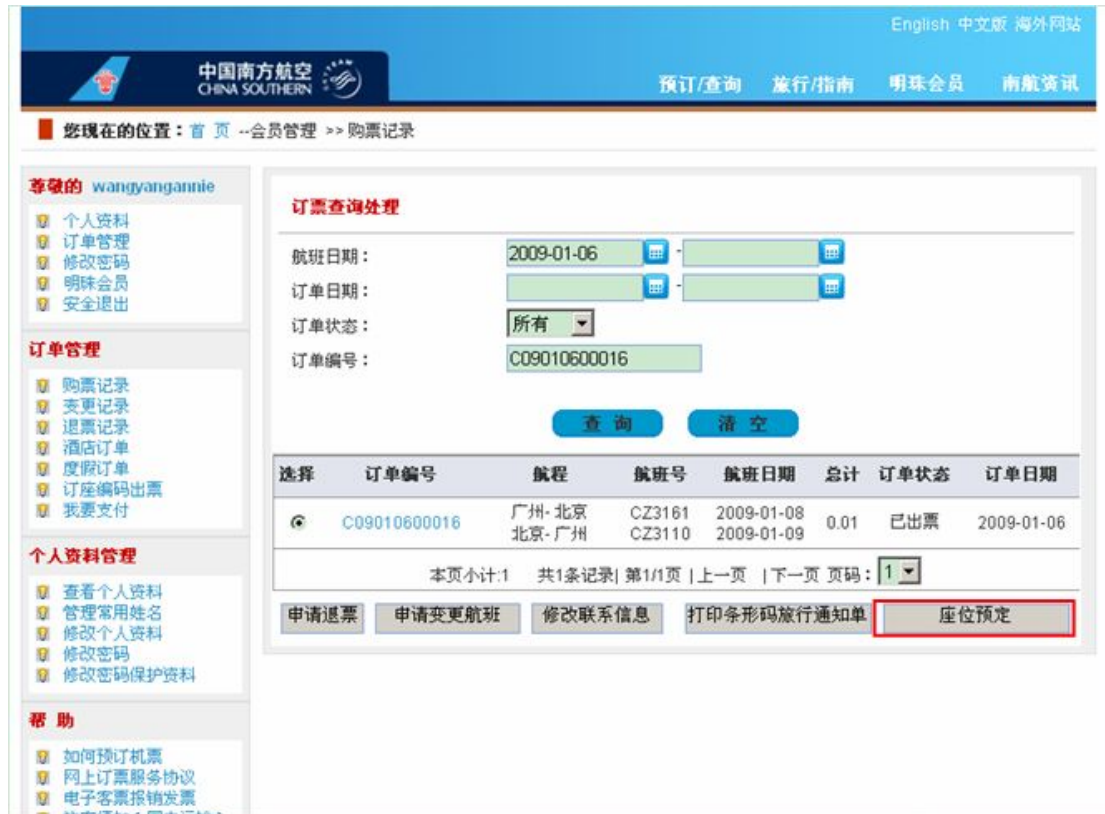 English 中文版 海外网站
中国南方航空
CHINA SOUTHERN
预订/查询 旅行/指南 明珠会员 南航资讯
您现在的位置：首 页 --会员管理 >> 购票记录
尊敬的 wangyangannie
个人资料
订单管理
修改密码
明珠会员
安全退出
订单管理
购票记录
变更记录
退票记录
酒店订单
度假订单
订座编码出票
我要支付
个人资料管理
查看个人资料
管理常用姓名
修改个人资料
修改密码
修改密码保护资料
帮 助
如何预订机票
网上订票服务协议
电子客票报销发票
订票查询处理
航班日期： 2009-01-06 -
订单日期： -
订单状态： 所有
订单编号： C09010600016
查 询 清 空
选择 订单编号 航程 航班号 航班日期 总计 订单状态 订单日期
C09010600016 广州- 北京 CZ3161 2009-01-08 0.01 已出票 2009-01-06
北京- 广州 CZ3110 2009-01-09
本页小计:1 共1条记录| 第1/1页 |上一页 |下一页 页码： 1
申请退票 申请变更航班 修改联系信息 打印条形码旅行通知单 座位预定